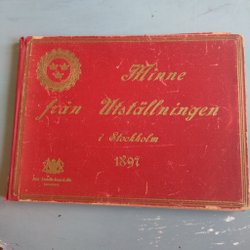 Minne
från Utställningen
i Stockholm
1897